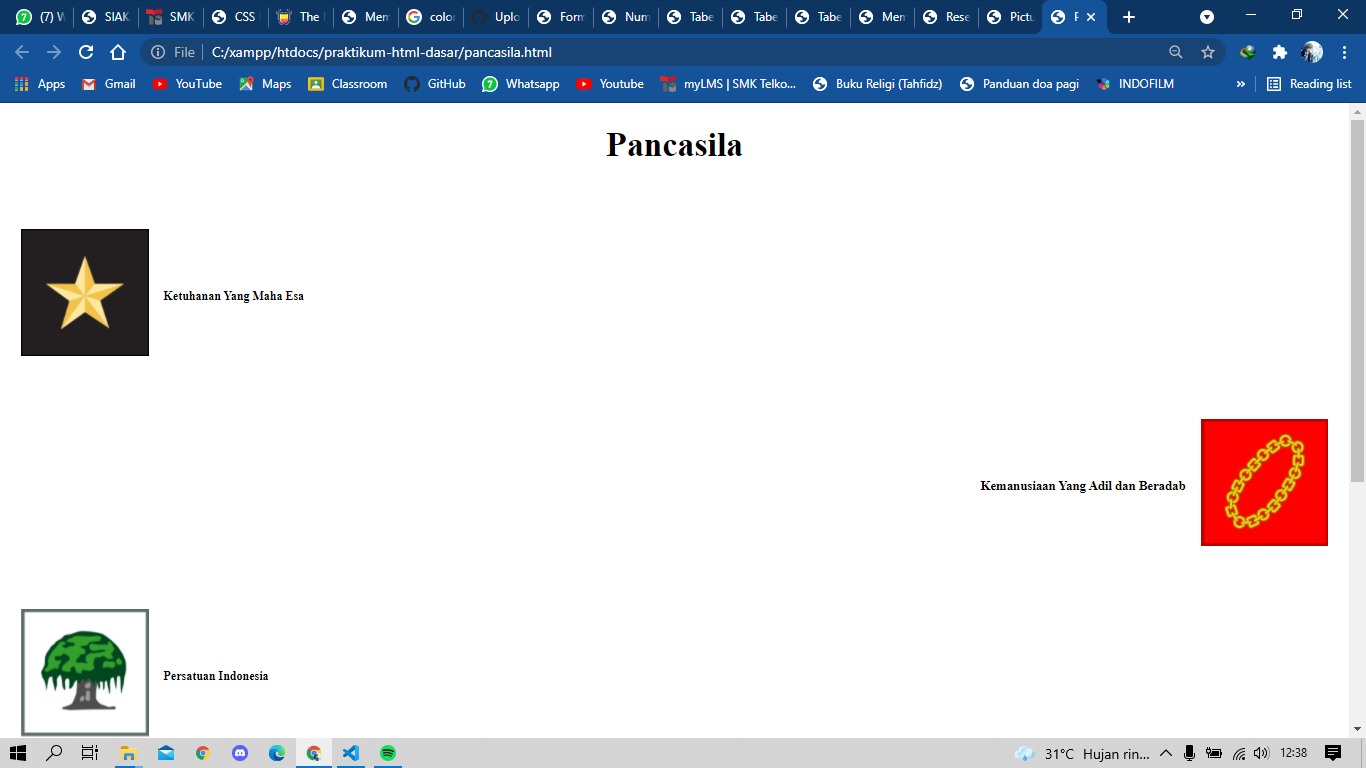 (7) W
SIAK
SMK
CSS
The
Mem
color
Uplo
Form
Num
Tabe
Tabe
Tabe
Mem
Rese
Pictu
P
File
C:/xampp/htdocs/praktikum-html-dasar/pancasila.html
Apps
Gmail
YouTube
Maps
Classroom
GitHub
Whatsapp
Youtube
myLMS | SMK Telko...
Buku Religi (Tahfidz)
Panduan doa pagi
INDOFILM
»
Reading list
Pancasila
Ketuhanan Yang Maha Esa
Kemanusiaan Yang Adil dan Beradab
Persatuan Indonesia
31°C Hujan rin...
12:38